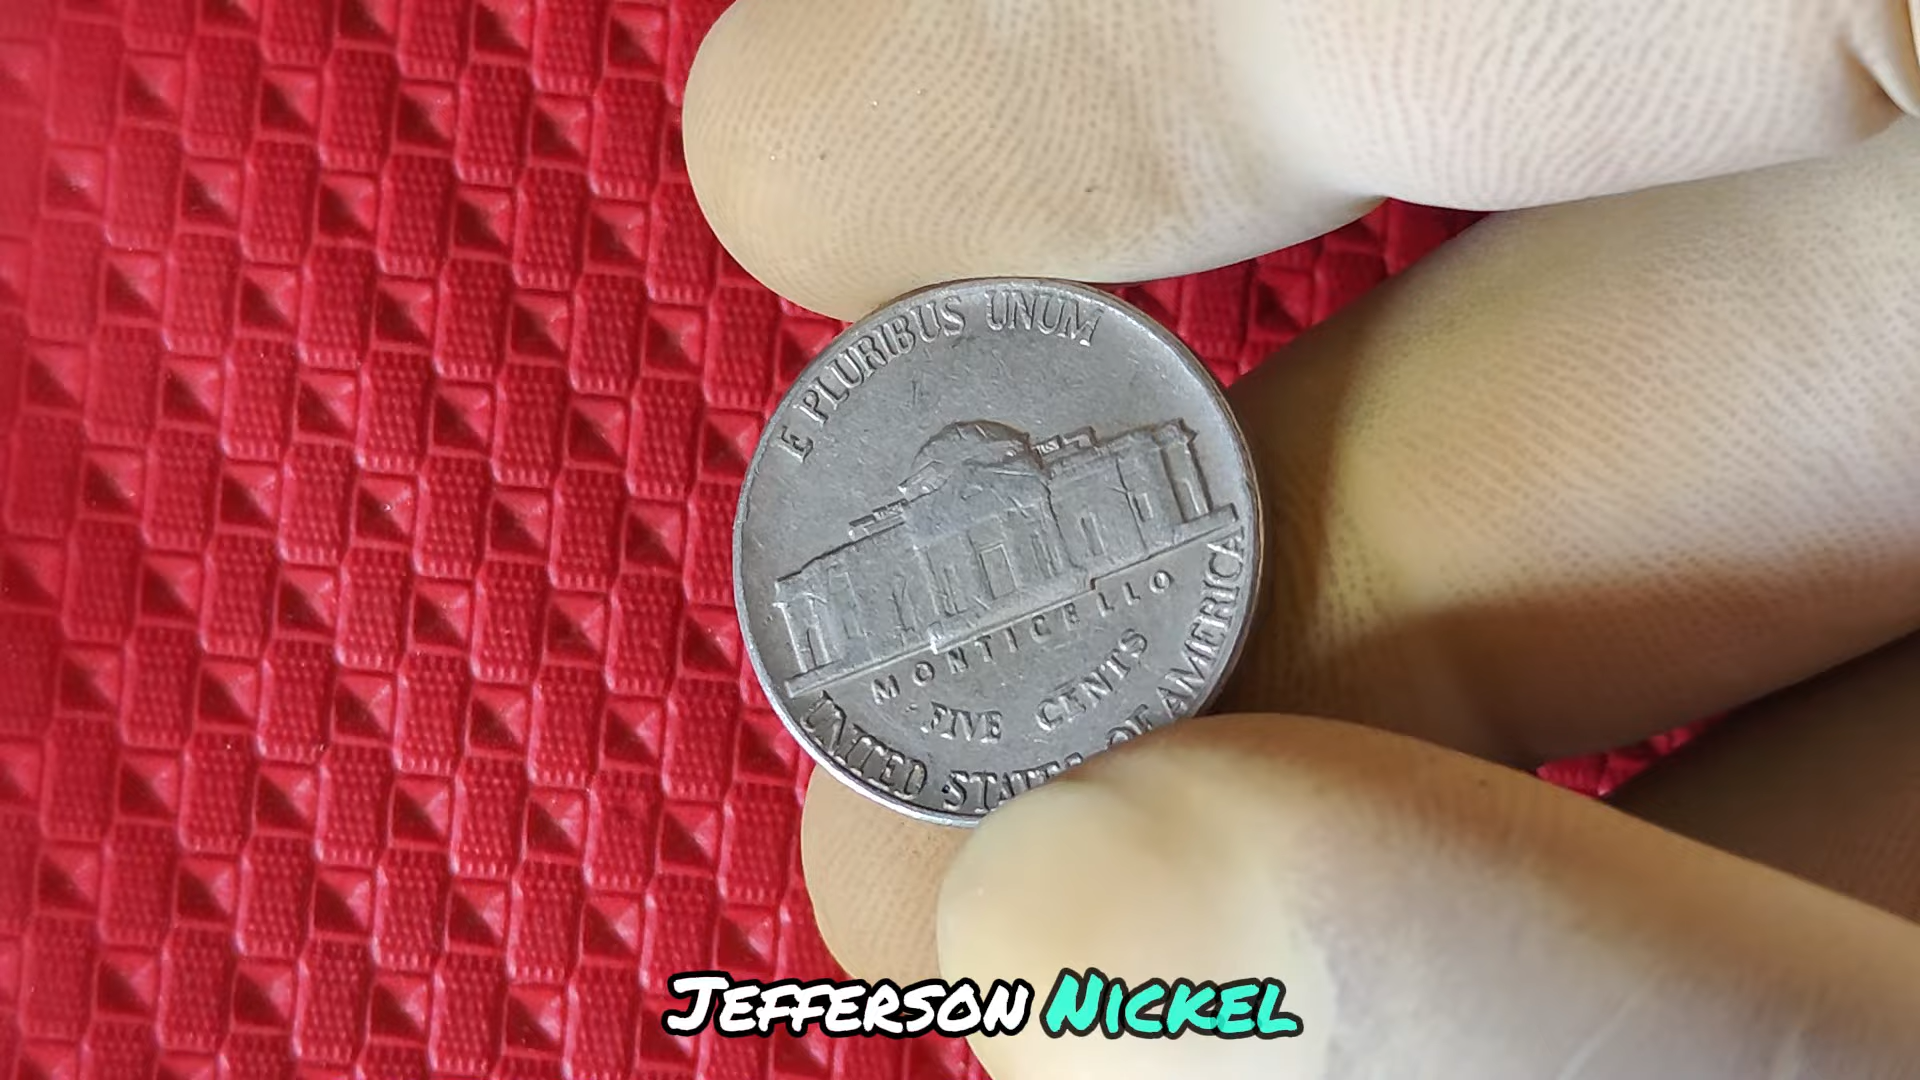 E PLURIBUS UNUM
MONTICELLO
FIVE CENTS
UNITED STATES OF AMERICA
JEFFERSON NICKEL